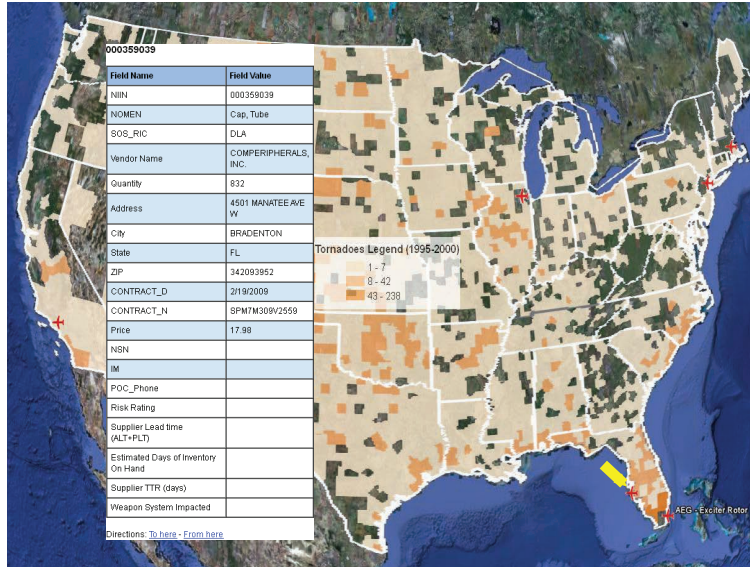 000359039
Field Name Field Value
NIIN 000359039
NOMEN Cap, Tube
SOS_RIC DLA
Vendor Name COMPERIPHERALS, INC.
Quantity 832
Address 4501 MANATEE AVE W
City BRADENTON
State FL
ZIP 342093952
CONTRACT_D 2/19/2009
CONTRACT_N SPM7M309V2559
Price 17.98
NSN
IM
POC_Phone
Risk Rating
Supplier Lead time
(ALT+PLT)
Estimated Days of Inventory
On Hand
Supplier TTR (days)
Weapon System Impacted
Directions: To here - From here
Tornadoes Legend (1995-2000)
1 - 7
8 - 42
43 - 238
AEG - Exciter Rotor